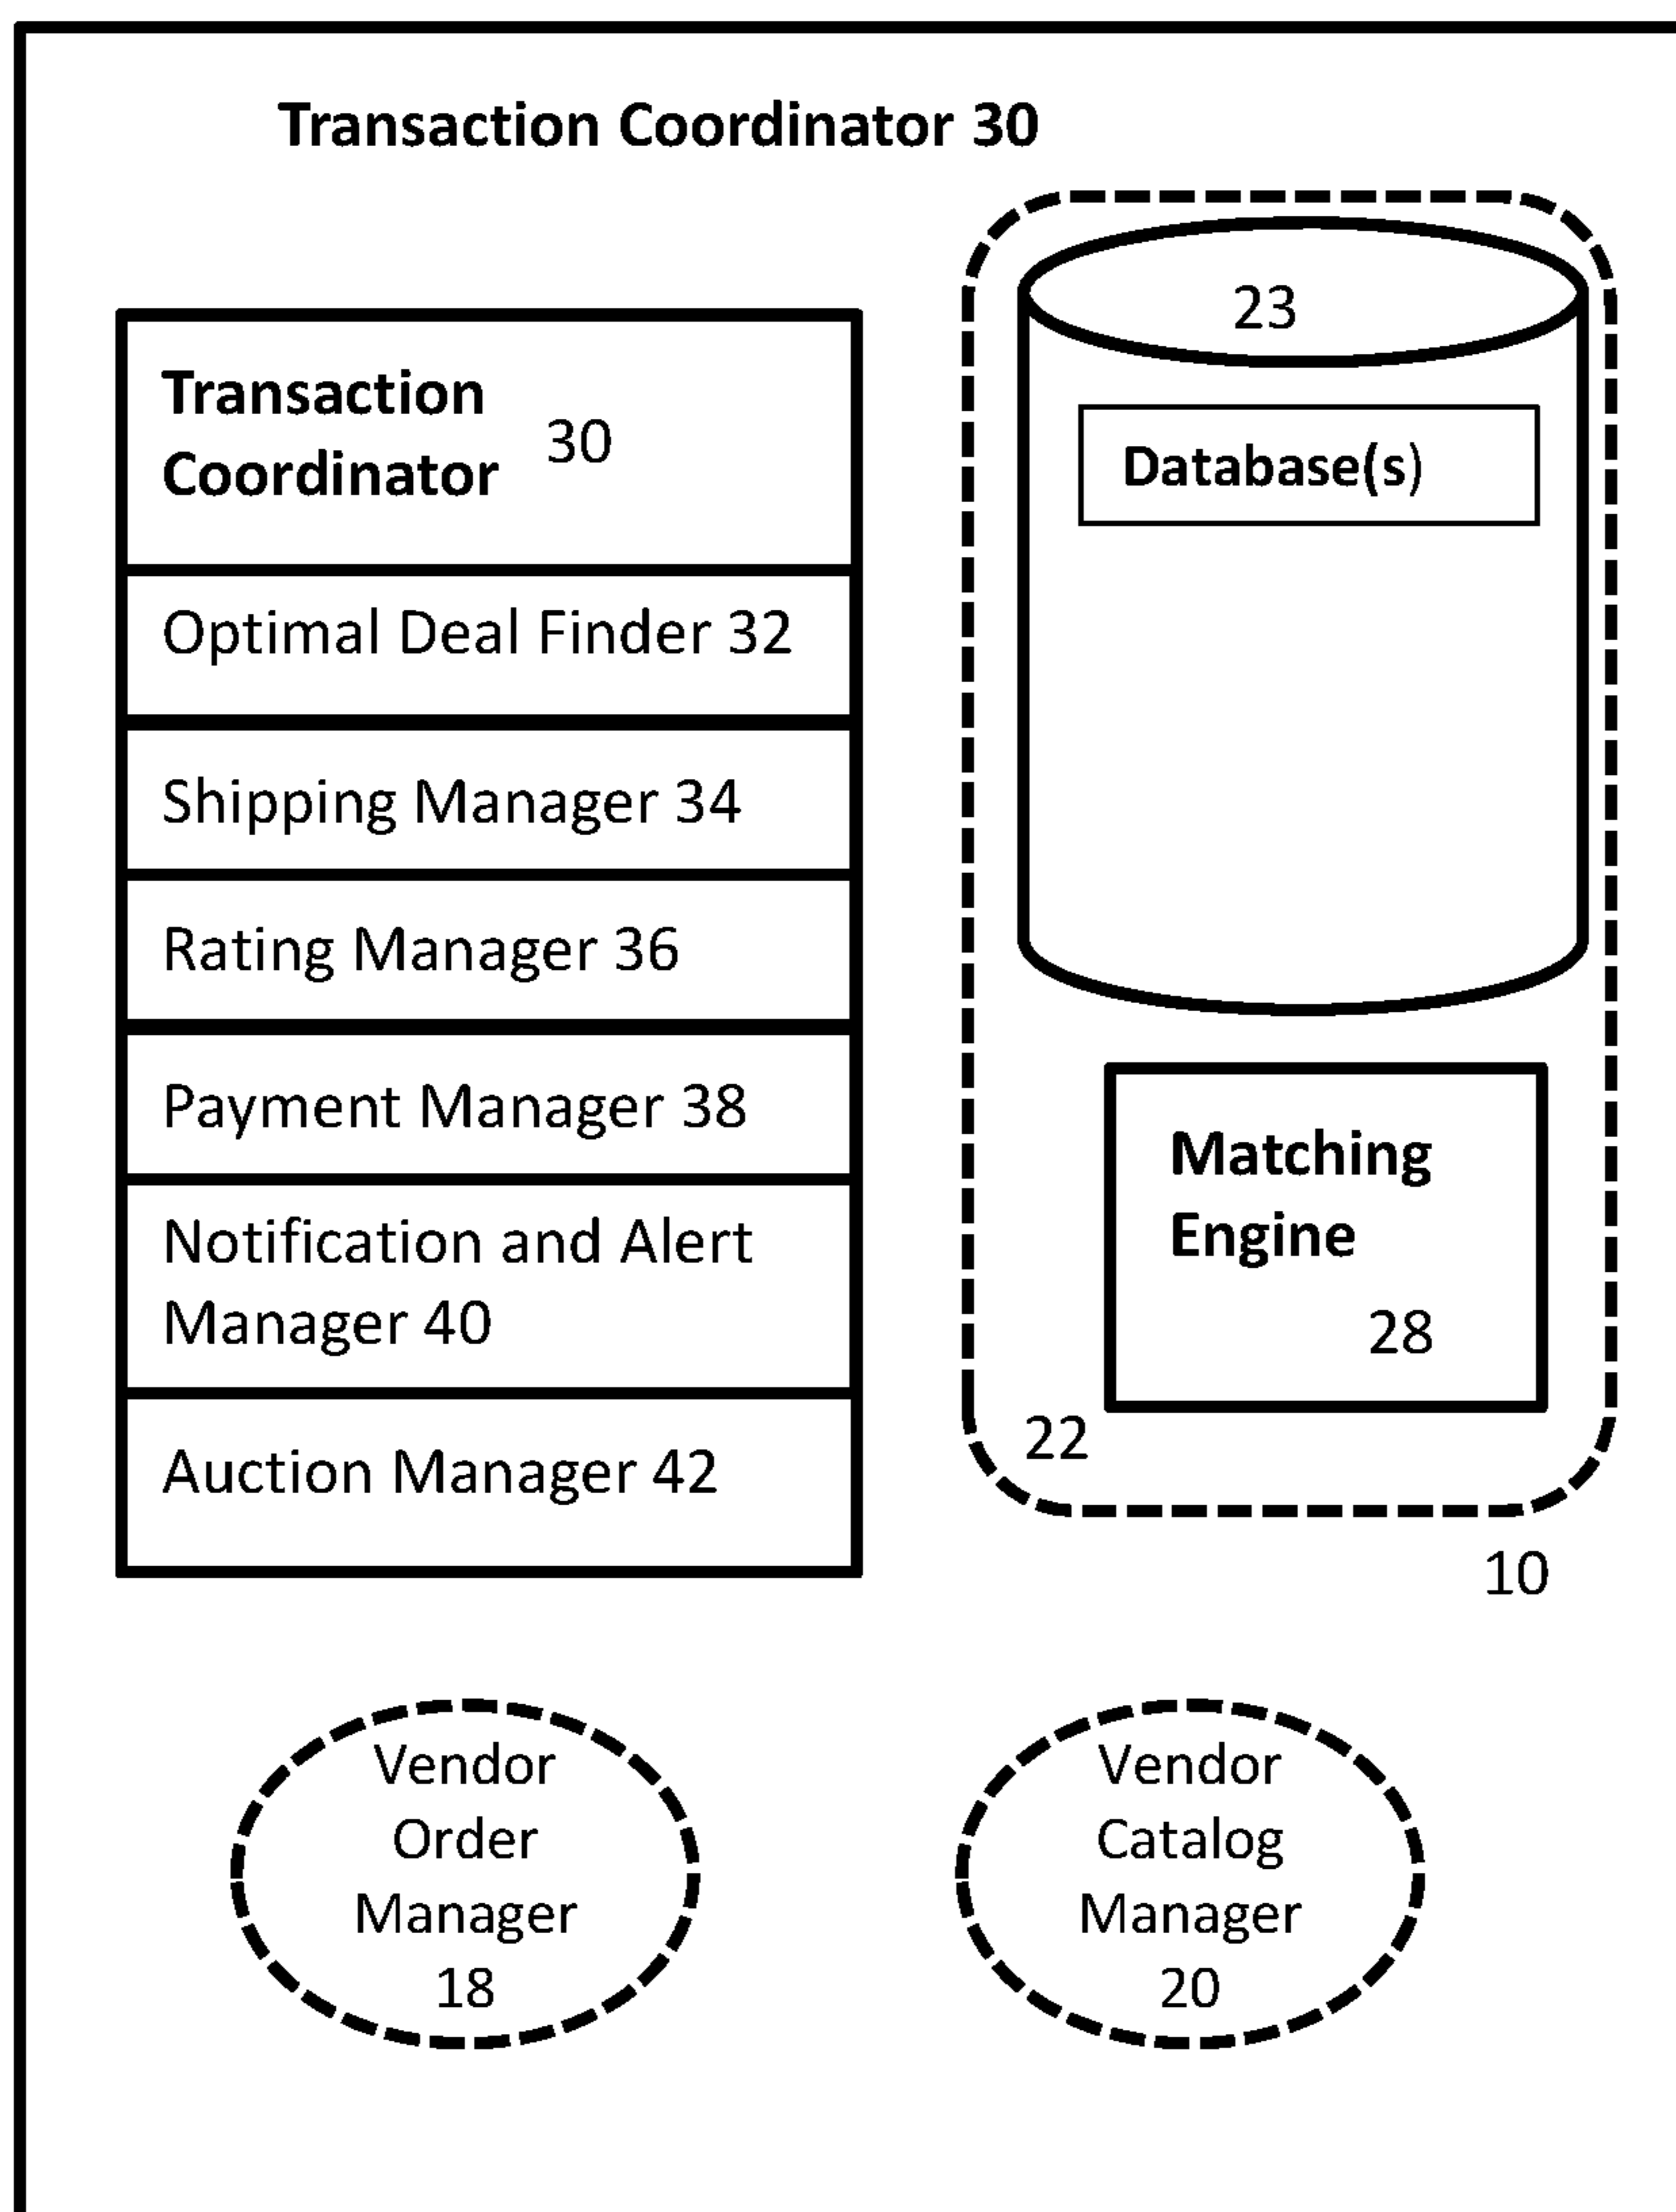 Transaction Coordinator 30
Transaction
Coordinator 30
Optimal Deal Finder 32
Shipping Manager 34
Rating Manager 36
Payment Manager 38
Notification and Alert
Manager 40
Auction Manager 42
23
Database(s)
Matching
Engine
28
22
10
Vendor
Order
Manager
18
Vendor
Catalog
Manager
20